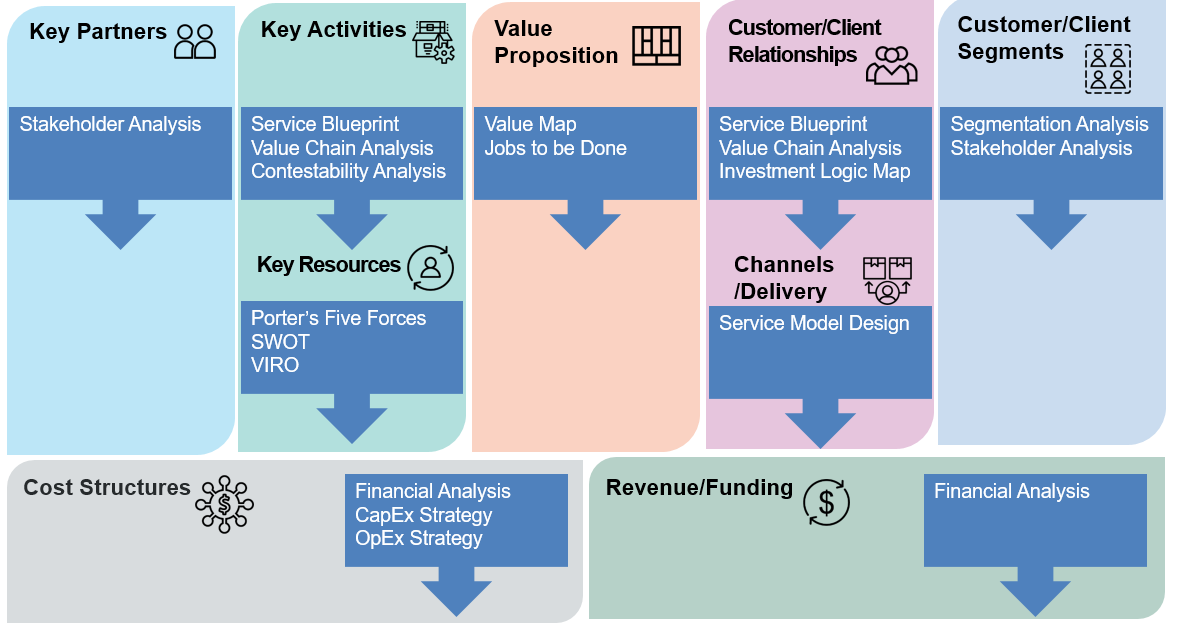 Key Partners
Stakeholder Analysis
Key Activities
Service Blueprint
Value Chain Analysis
Contestability Analysis
Key Resources
Porter’s Five Forces
SWOT
VIRO
Value
Proposition
Value Map
Jobs to be Done
Customer/Client
Relationships
Service Blueprint
Value Chain Analysis
Investment Logic Map
Channels
/Delivery
Service Model Design
Customer/Client
Segments
Segmentation Analysis
Stakeholder Analysis
Cost Structures
$
Financial Analysis
CapEx Strategy
OpEx Strategy
Revenue/Funding
$
Financial Analysis